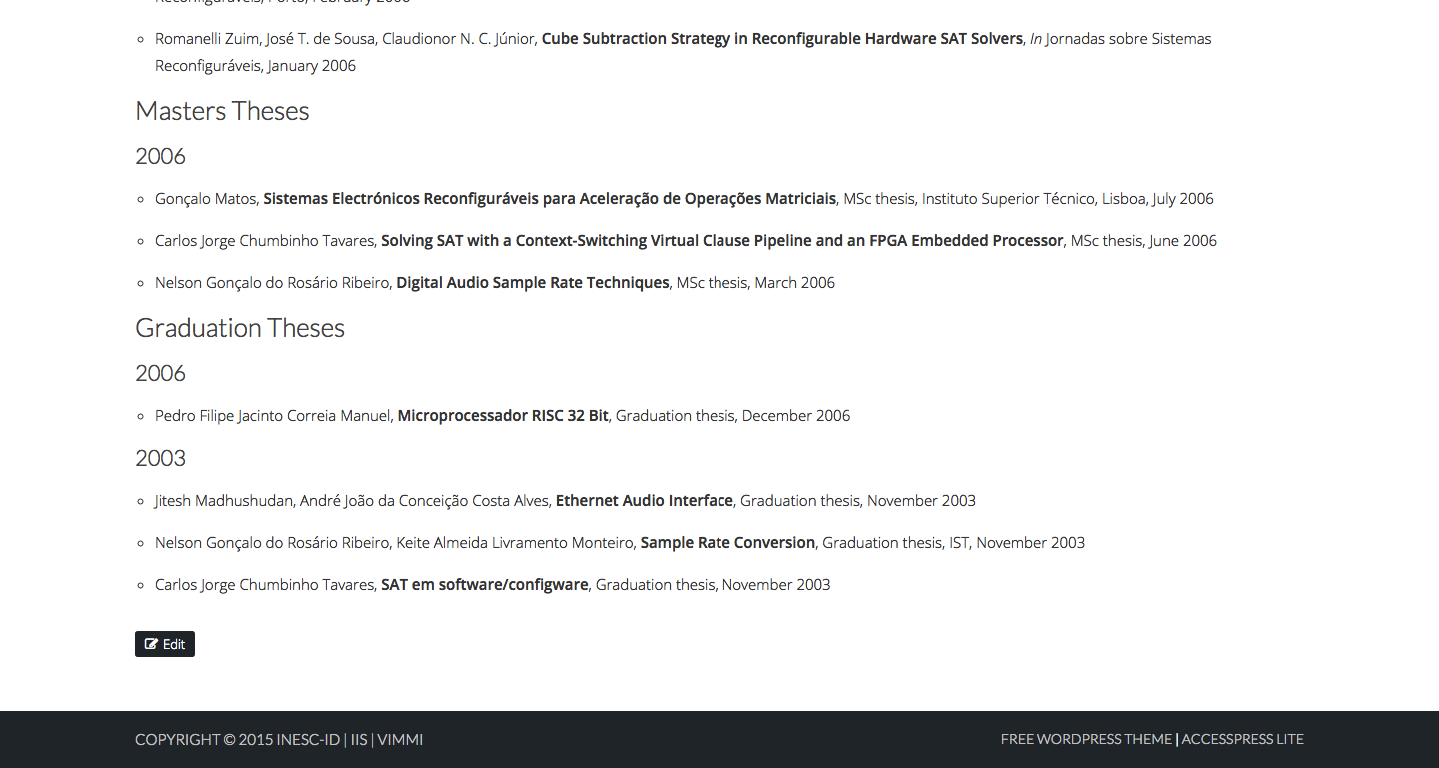 Reconfiguráveis, Porto, February 2006
Romanelli Zuim, José T. de Sousa, Claudionor N. C. Júnior, Cube Subtraction Strategy in Reconfigurable Hardware SAT Solvers, In Jornadas sobre Sistemas
Reconfiguráveis, January 2006
Masters Theses
2006
Gonçalo Matos, Sistemas Electrónicos Reconfiguráveis para Aceleração de Operações Matriciais, MSc thesis, Instituto Superior Técnico, Lisboa, July 2006
Carlos Jorge Chumbinho Tavares, Solving SAT with a Context-Switching Virtual Clause Pipeline and an FPGA Embedded Processor, MSc thesis, June 2006
Nelson Gonçalo do Rosário Ribeiro, Digital Audio Sample Rate Techniques, MSc thesis, March 2006
Graduation Theses
2006
Pedro Filipe Jacinto Correia Manuel, Microprocessador RISC 32 Bit, Graduation thesis, December 2006
2003
Jitesh Madhushudan, André João da Conceição Costa Alves, Ethernet Audio Interface, Graduation thesis, November 2003
Nelson Gonçalo do Rosário Ribeiro, Keite Almeida Livramento Monteiro, Sample Rate Conversion, Graduation thesis, IST, November 2003
Carlos Jorge Chumbinho Tavares, SAT em software/configware, Graduation thesis, November 2003
Edit
COPYRIGHT © 2015 INESC-ID | IIS | VIMMI
FREE WORDPRESS THEME | ACCESSPRESS LITE